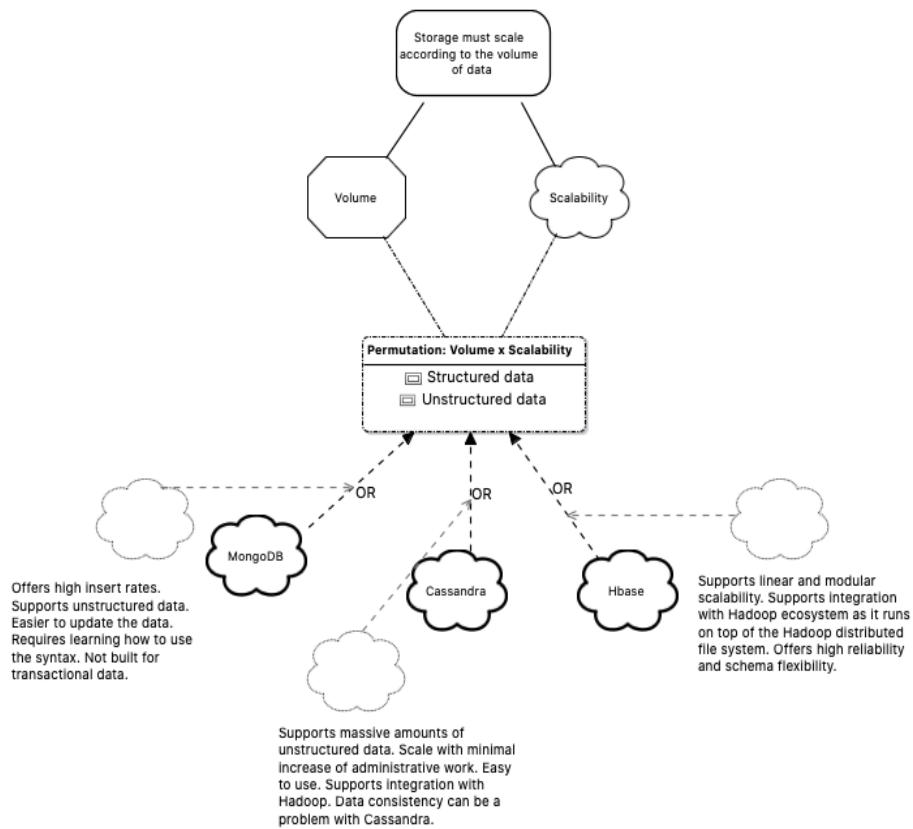 Storage must scale
according to the volume
of data
Volume
Scalability
Permutation: Volume x Scalability
Structured data
Unstructured data
OR
OR
OR
MongoDB
Cassandra
Hbase
Offers high insert rates.
Supports unstructured data.
Easier to update the data.
Requires learning how to use
the syntax. Not built for
transactional data.
Supports linear and modular
scalability. Supports integration
with Hadoop ecosystem as it runs
on top of the Hadoop distributed
file system. Offers high reliability
and schema flexibility.
Supports massive amounts of
unstructured data. Scale with minimal
increase of administrative work. Easy
to use. Supports integration with
Hadoop. Data consistency can be a
problem with Cassandra.